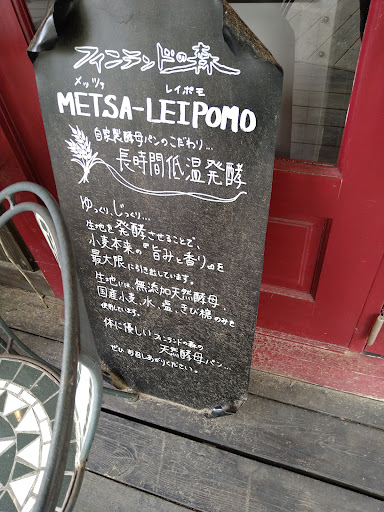 フィンランドの森
メッツァ レイポモ
METSA-LEIPOMO
自家製酵母パンのこだわり...
長時間低温発酵
ゆっくり、じっくり...
生地を発酵させることで、
小麦本来の『旨みと香り』を
最大限に引き出しています。
生地には無添加天然酵母
国産小麦、水、塩、きび糖のみを
使用しています。
体に優しいフィンランドの森の
天然酵母パン...
ぜひお召しあがりください。